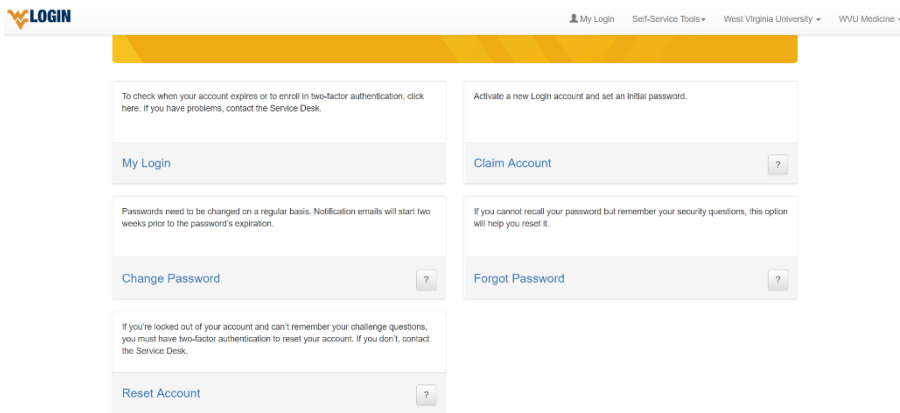 LOGIN
My Login
Self-Service Tools
West Virginia University
WVU Medicine
To check when your account expires or to enroll in two-factor authentication, click
here. If you have problems, contact the Service Desk.
My Login
Activate a new Login account and set an initial password.
Claim Account
?
Passwords need to be changed on a regular basis. Notification emails will start two
weeks prior to the password's expiration.
Change Password
?
If you cannot recall your password but remember your security questions, this option
will help you reset it.
Forgot Password
?
If you're locked out of your account and can't remember your challenge questions,
you must have two-factor authentication to reset your account. If you don't, contact
the Service Desk.
Reset Account
?